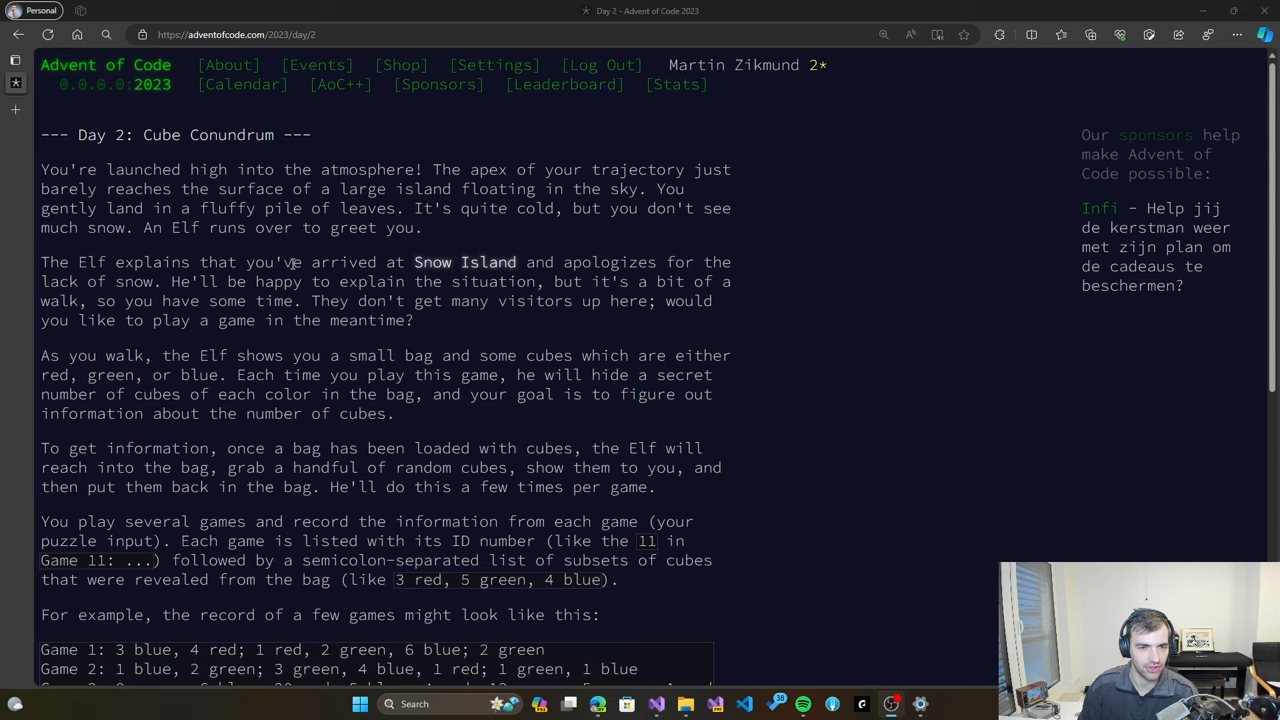 Personal
Day 2 - Advent of Code 2023
https://adventofcode.com/2023/day/2
Advent of Code [About] [Events] [Shop] [Settings] [Log Out] Martin Zikmund 2*
0.0.0.0:2023 [Calendar] [AoC++] [Sponsors] [Leaderboard] [Stats]
--- Day 2: Cube Conundrum ---
You're launched high into the atmosphere! The apex of your trajectory just
barely reaches the surface of a large island floating in the sky. You
gently land in a fluffy pile of leaves. It's quite cold, but you don't see
much snow. An Elf runs over to greet you.
The Elf explains that you've arrived at Snow Island and apologizes for the
lack of snow. He'll be happy to explain the situation, but it's a bit of a
walk, so you have some time. They don't get many visitors up here; would
you like to play a game in the meantime?
As you walk, the Elf shows you a small bag and some cubes which are either
red, green, or blue. Each time you play this game, he will hide a secret
number of cubes of each color in the bag, and your goal is to figure out
information about the number of cubes.
To get information, once a bag has been loaded with cubes, the Elf will
reach into the bag, grab a handful of random cubes, show them to you, and
then put them back in the bag. He'll do this a few times per game.
You play several games and record the information from each game (your
puzzle input). Each game is listed with its ID number (like the 11 in
Game 11: ...) followed by a semicolon-separated list of subsets of cubes
that were revealed from the bag (like 3 red, 5 green, 4 blue).
For example, the record of a few games might look like this:
Game 1: 3 blue, 4 red; 1 red, 2 green, 6 blue; 2 green
Game 2: 1 blue, 2 green; 3 green, 4 blue, 1 red; 1 green, 1 blue
Our sponsors help
make Advent of
Code possible:
Infi - Help jij
de kerstman weer
met zijn plan om
de cadeaus te
beschermen?
Search
38